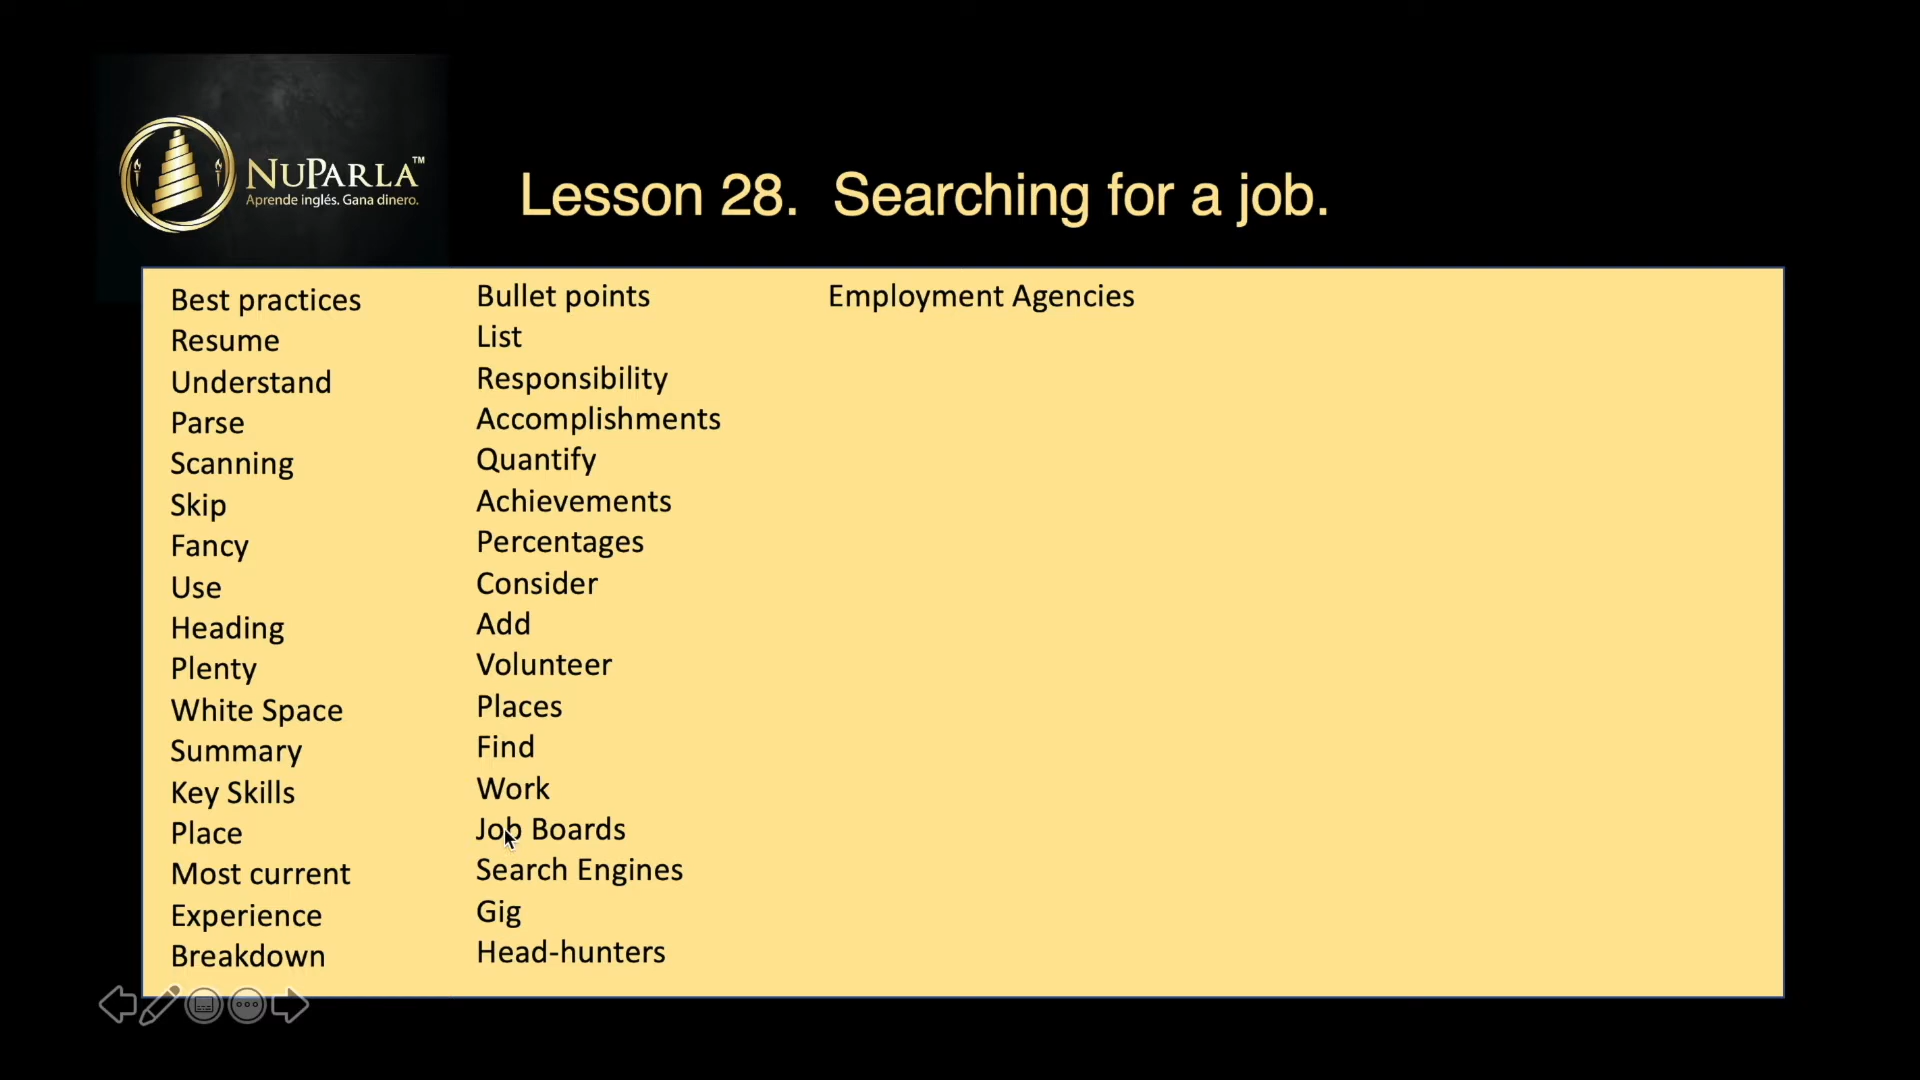 NUPARLA™
Aprende inglés. Gana dinero.
Lesson 28. Searching for a job.
Best practices
Resume
Understand
Parse
Scanning
Skip
Fancy
Use
Heading
Plenty
White Space
Summary
Key Skills
Place
Most current
Experience
Breakdown
Bullet points
List
Responsibility
Accomplishments
Quantify
Achievements
Percentages
Consider
Add
Volunteer
Places
Find
Work
Job Boards
Search Engines
Gig
Head-hunters
Employment Agencies